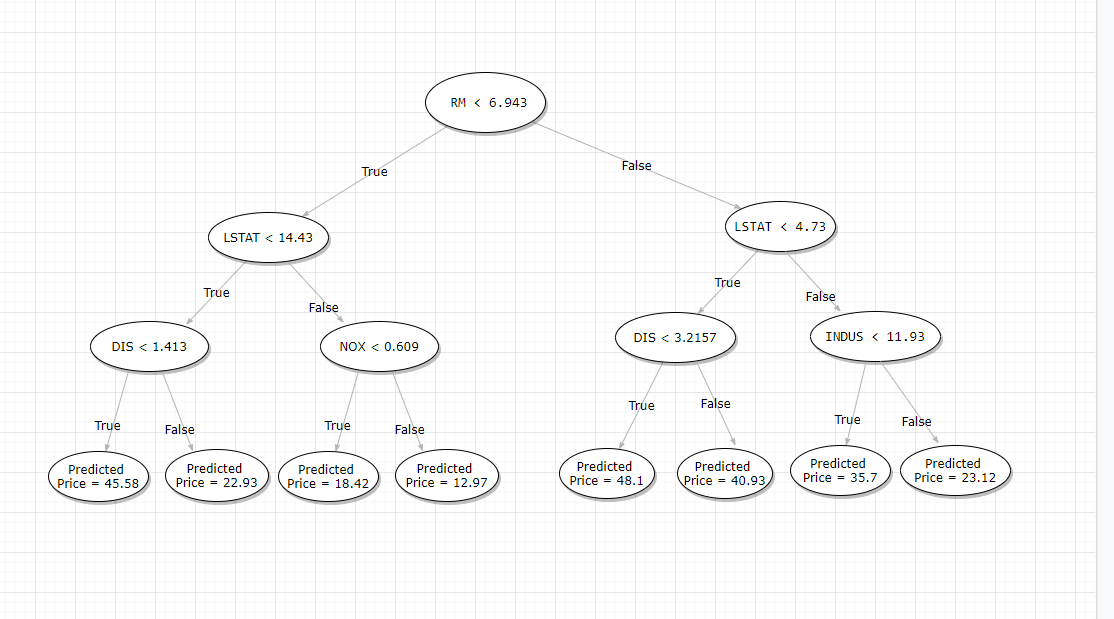 RM < 6.943
True
False
LSTAT < 14.43
LSTAT < 4.73
True
False
True
False
DIS < 1.413
NOX < 0.609
DIS < 3.2157
INDUS < 11.93
True
False
True
False
True
False
True
False
Predicted
Price = 45.58
Predicted
Price = 22.93
Predicted
Price = 18.42
Predicted
Price = 12.97
Predicted
Price = 48.1
Predicted
Price = 40.93
Predicted
Price = 35.7
Predicted
Price = 23.12